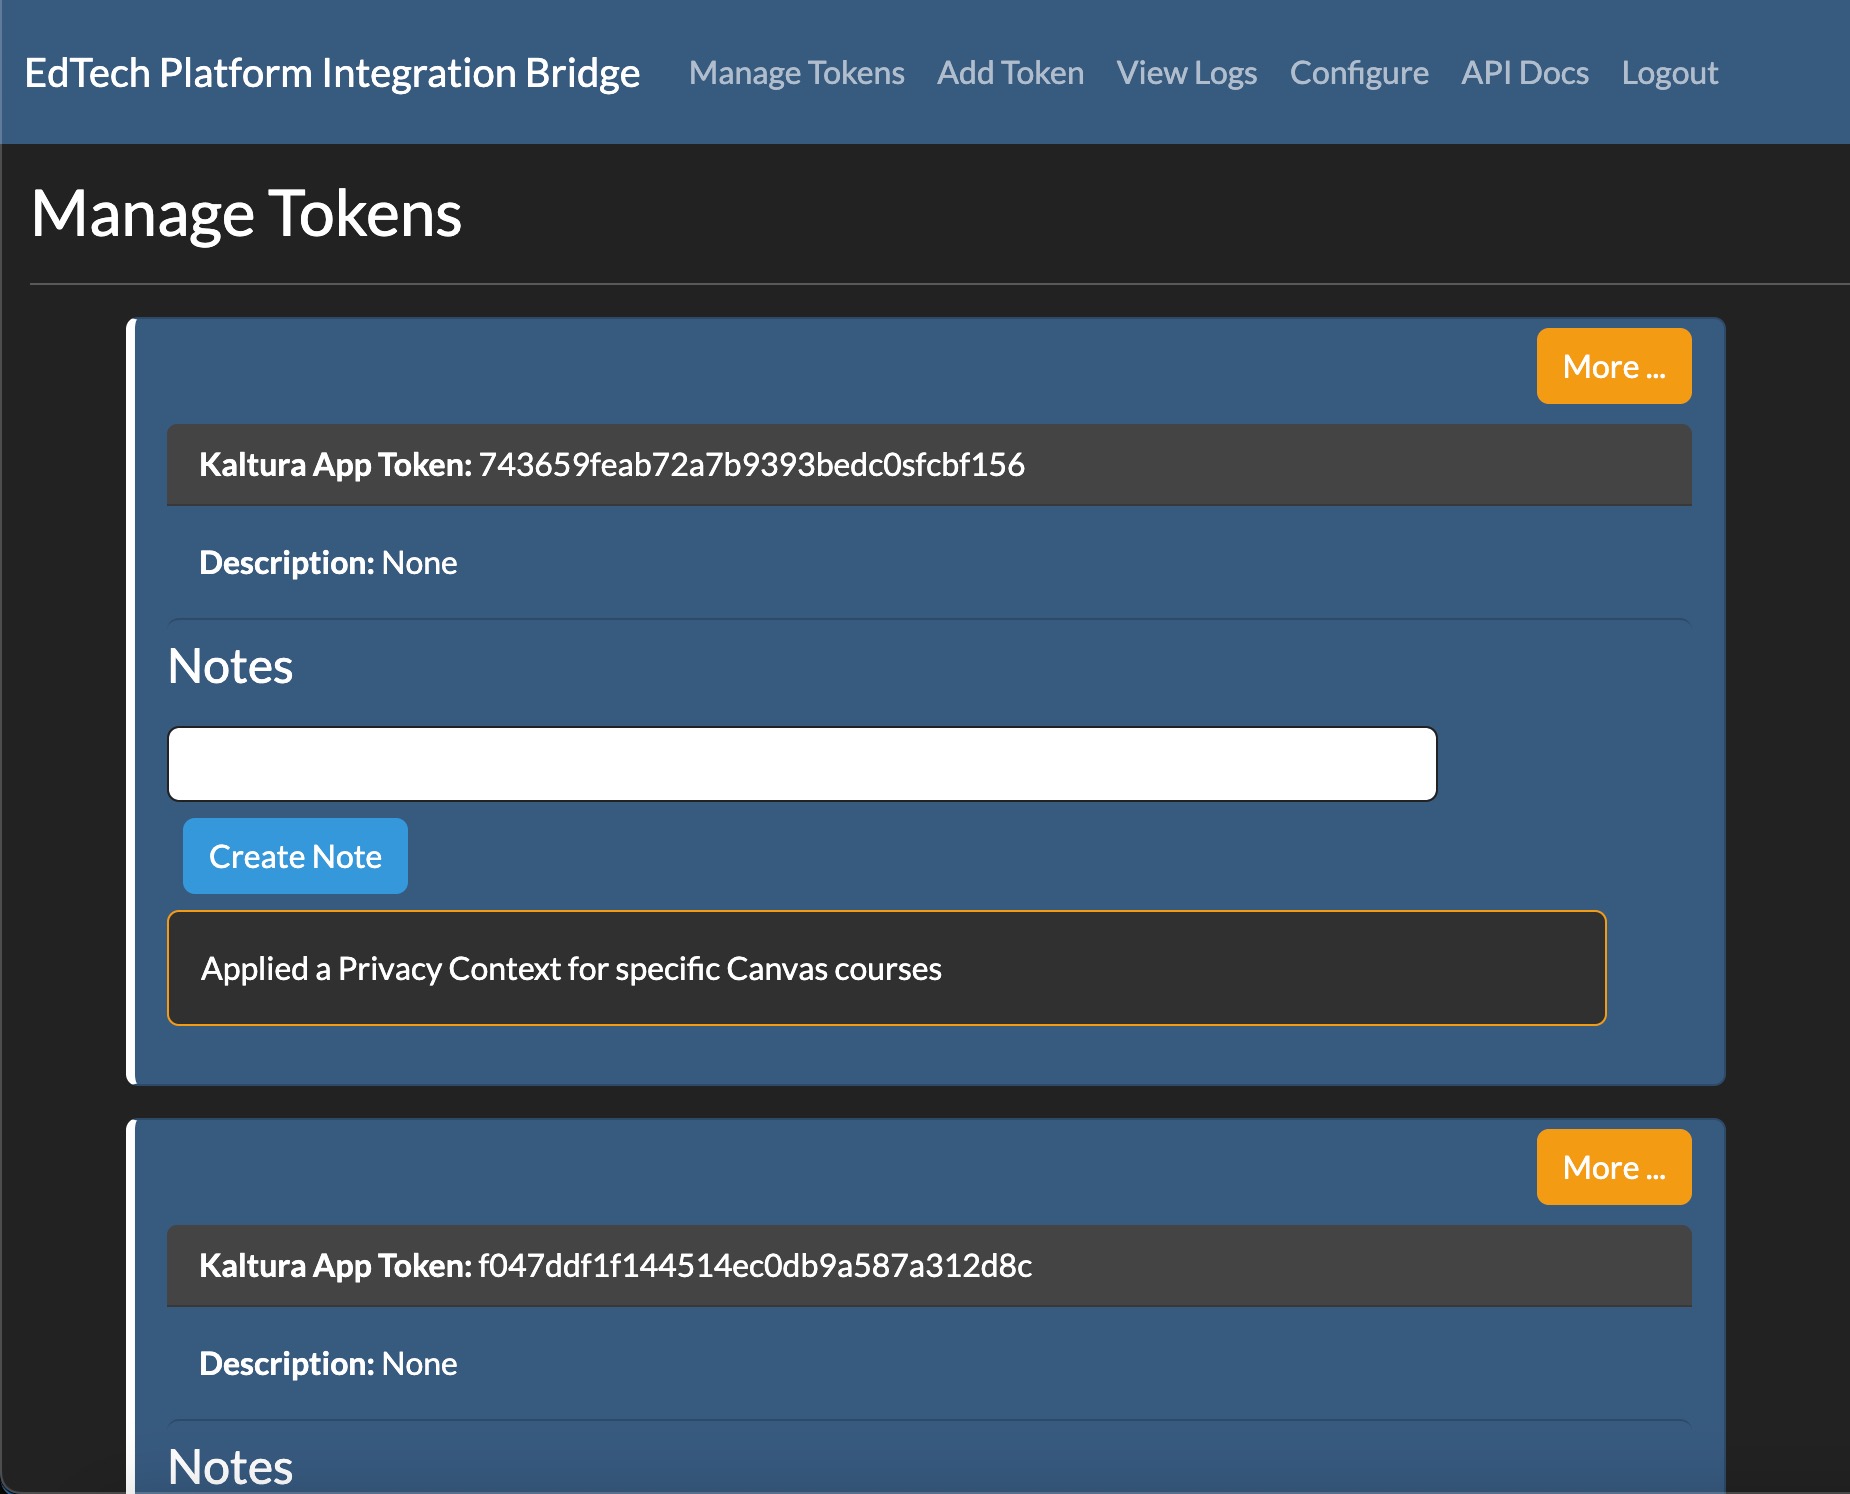 EdTech Platform Integration Bridge Manage Tokens Add Token View Logs Configure API Docs Logout
Manage Tokens
More ...
Kaltura App Token: 743659feab72a7b9393bedc0sfcbf156
Description: None
Notes
Create Note
Applied a Privacy Context for specific Canvas courses
More ...
Kaltura App Token: f047ddf1f144514ec0db9a587a312d8c
Description: None
Notes